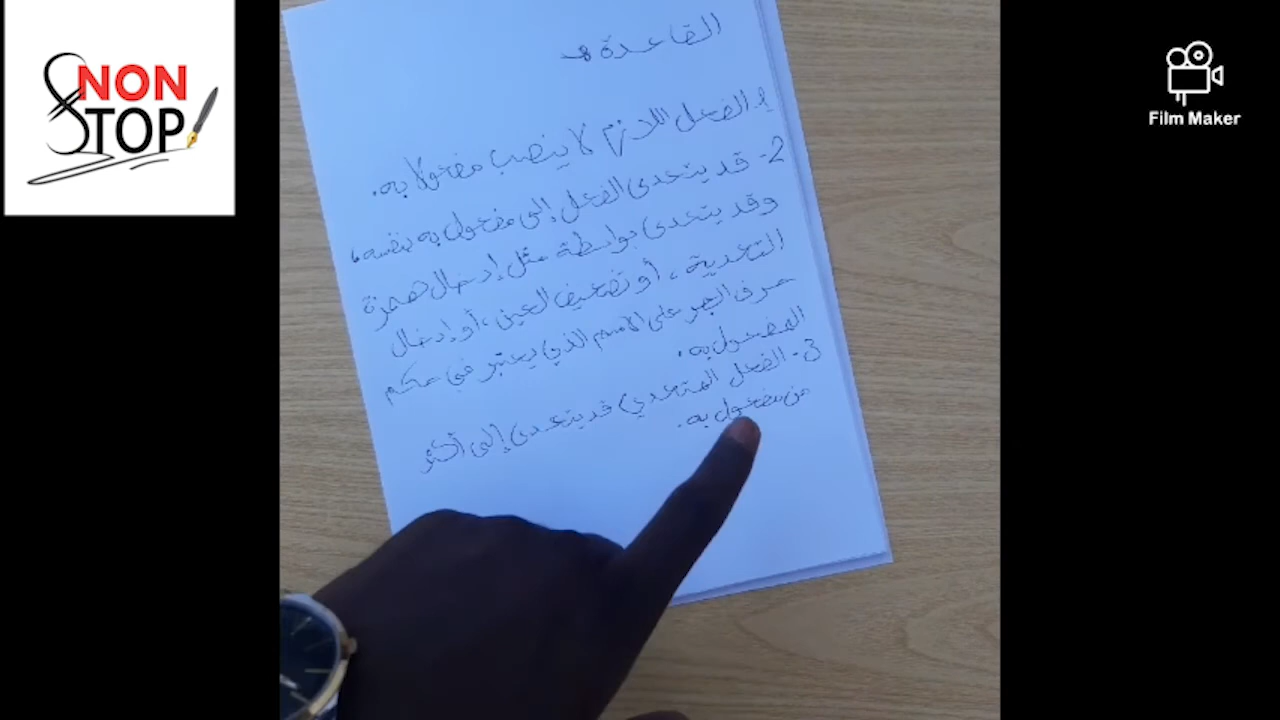 NON
STOP
Film Maker
القاعدة :-
1- الفعل اللازم لا ينصب مفعولا به.
2- قد يتعدى الفعل إلى مفعول به بنفسه،
وقد يتعدى بواسطة مثل إدخال همزة
التعدية، أو تضعيف العين، أو إدخال
حرف الجر على الاسم الذي يعتبر في حكم
المفعول به.
3- الفعل المتعدي قد يتعدى إلى أكثر
من مفعول به.